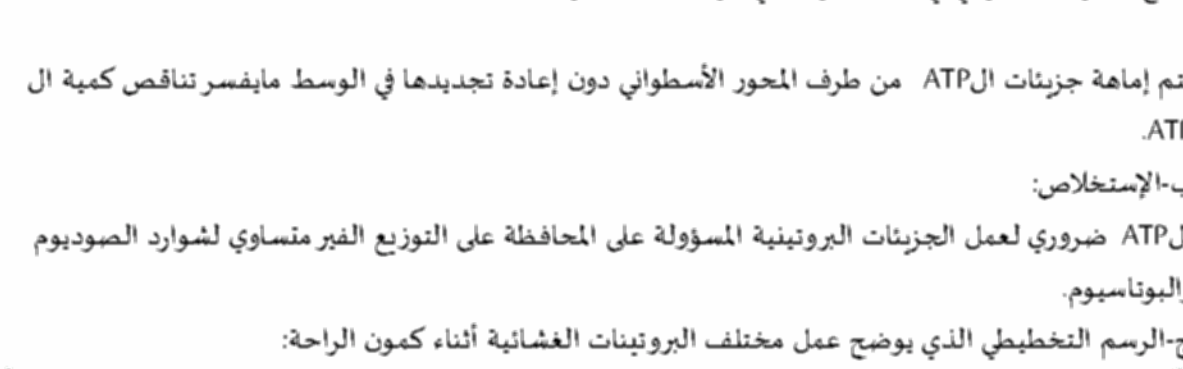 تم إماهة جزيئات الATP من طرف المحور الأسطواني دون إعادة تجديدها في الوسط مايفسر تناقص كمية ال
ATP.
ب-الإستخلاص:
الATP ضروري لعمل الجزيئات البروتينية المسؤولة على المحافظة على التوزيع الغير متساوي لشوارد الصوديوم
والبوتاسيوم.
ج-الرسم التخطيطي الذي يوضح عمل مختلف البروتينات الغشائية أثناء كمون الراحة: